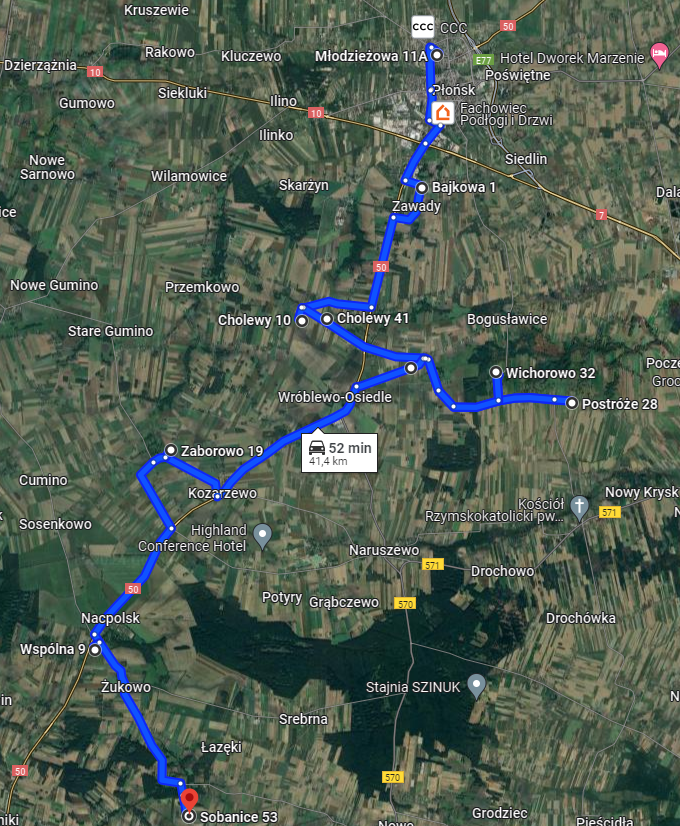 Kruszewie
CCC CCC
50
Rakowo
Kluczewo
Młodzieżowa 11A
E77
Hotel Dworek Marzenie
Dzierzążnia
10
Poświętne
Siekluki
Płońsk
Gumowo
Ilino
10
Fachowiec
Podłogi i Drzwi
Ilinko
Siedlin
Nowe
Sarnowo
Wilamowice
Skarżyn
Bajkowa 1
Zawady
7
50
Nowe Gumino
Przemkowo
Cholewy 10
Cholewy 41
Bogusławice
Stare Gumino
Wichorowo 32
Wróblewo-Osiedle
Postróże 28
52 min
41,4 km
Zaborowo 19
Cumino
Kozarzewo
Sosenkowo
Kościół
Rzymskokatolicki pw...
571
Highland
Conference Hotel
Naruszewo
571
Drochowo
50
Potyry
Grąbczewo
570
Nacpolsk
Drochówka
Wspólna 9
Żukowo
Stajnia SZINUK
Srebrna
Łazęki
50
570
Sobanice 53
Grodziec